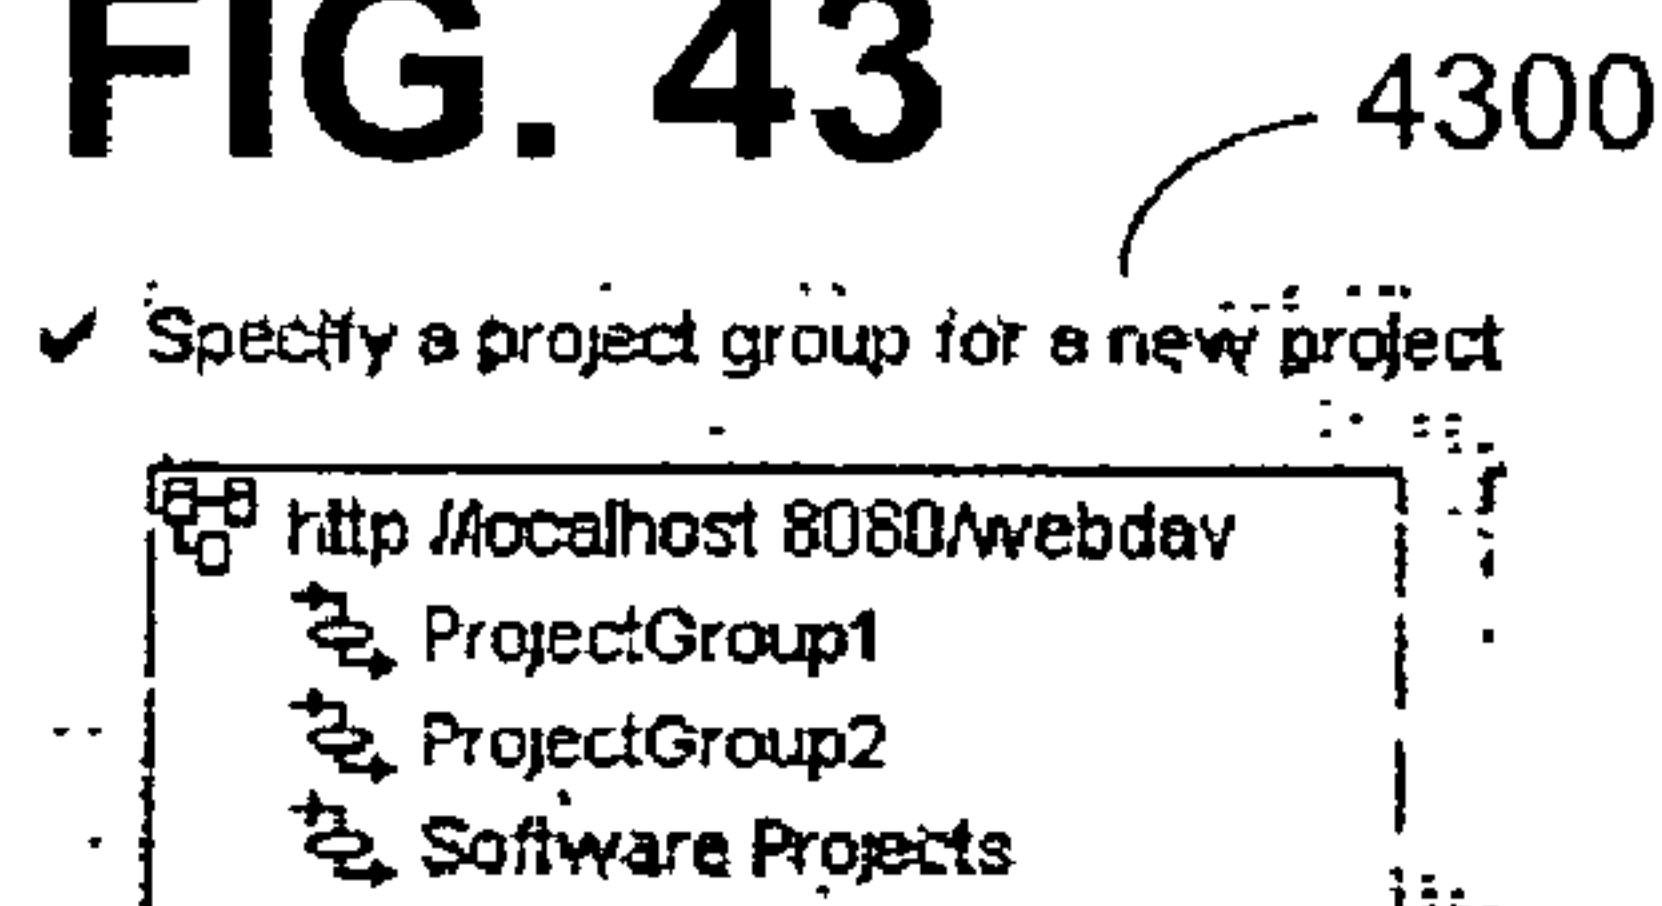 FIG. 43
4300
Specify a project group for a new project
http //localhost 8080/webdav
ProjectGroup1
ProjectGroup2
Software Projects